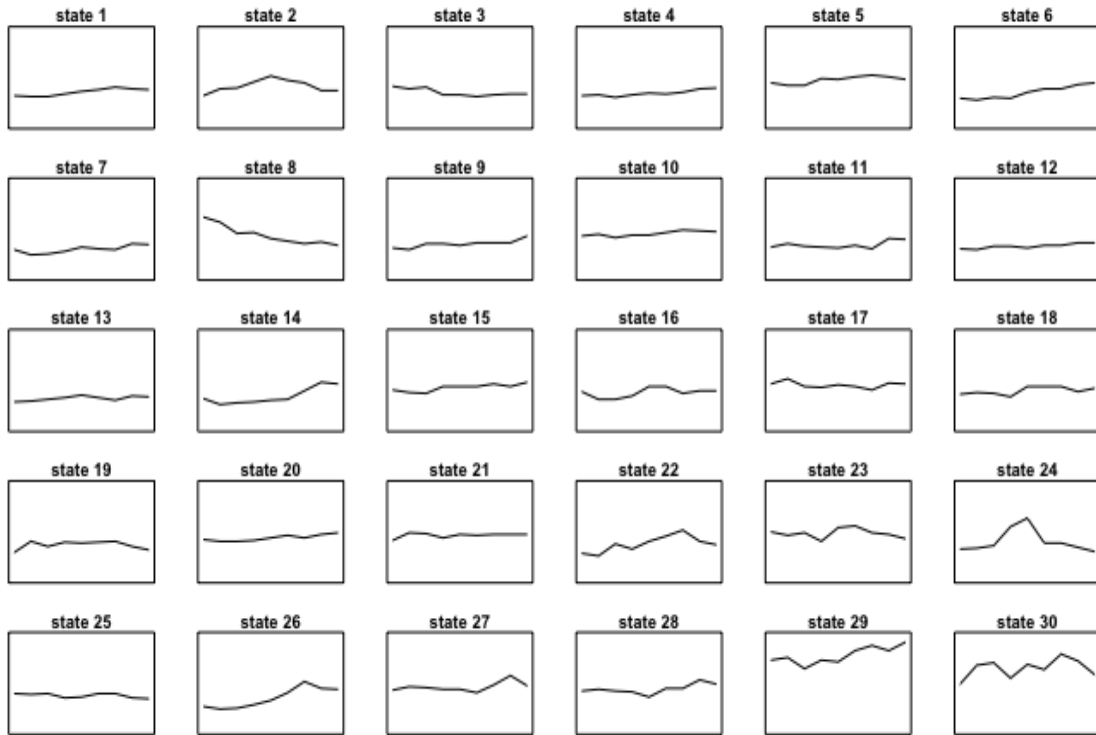 state 1 state 2 state 3 state 4 state 5 state 6
state 7 state 8 state 9 state 10 state 11 state 12
state 13 state 14 state 15 state 16 state 17 state 18
state 19 state 20 state 21 state 22 state 23 state 24
state 25 state 26 state 27 state 28 state 29 state 30